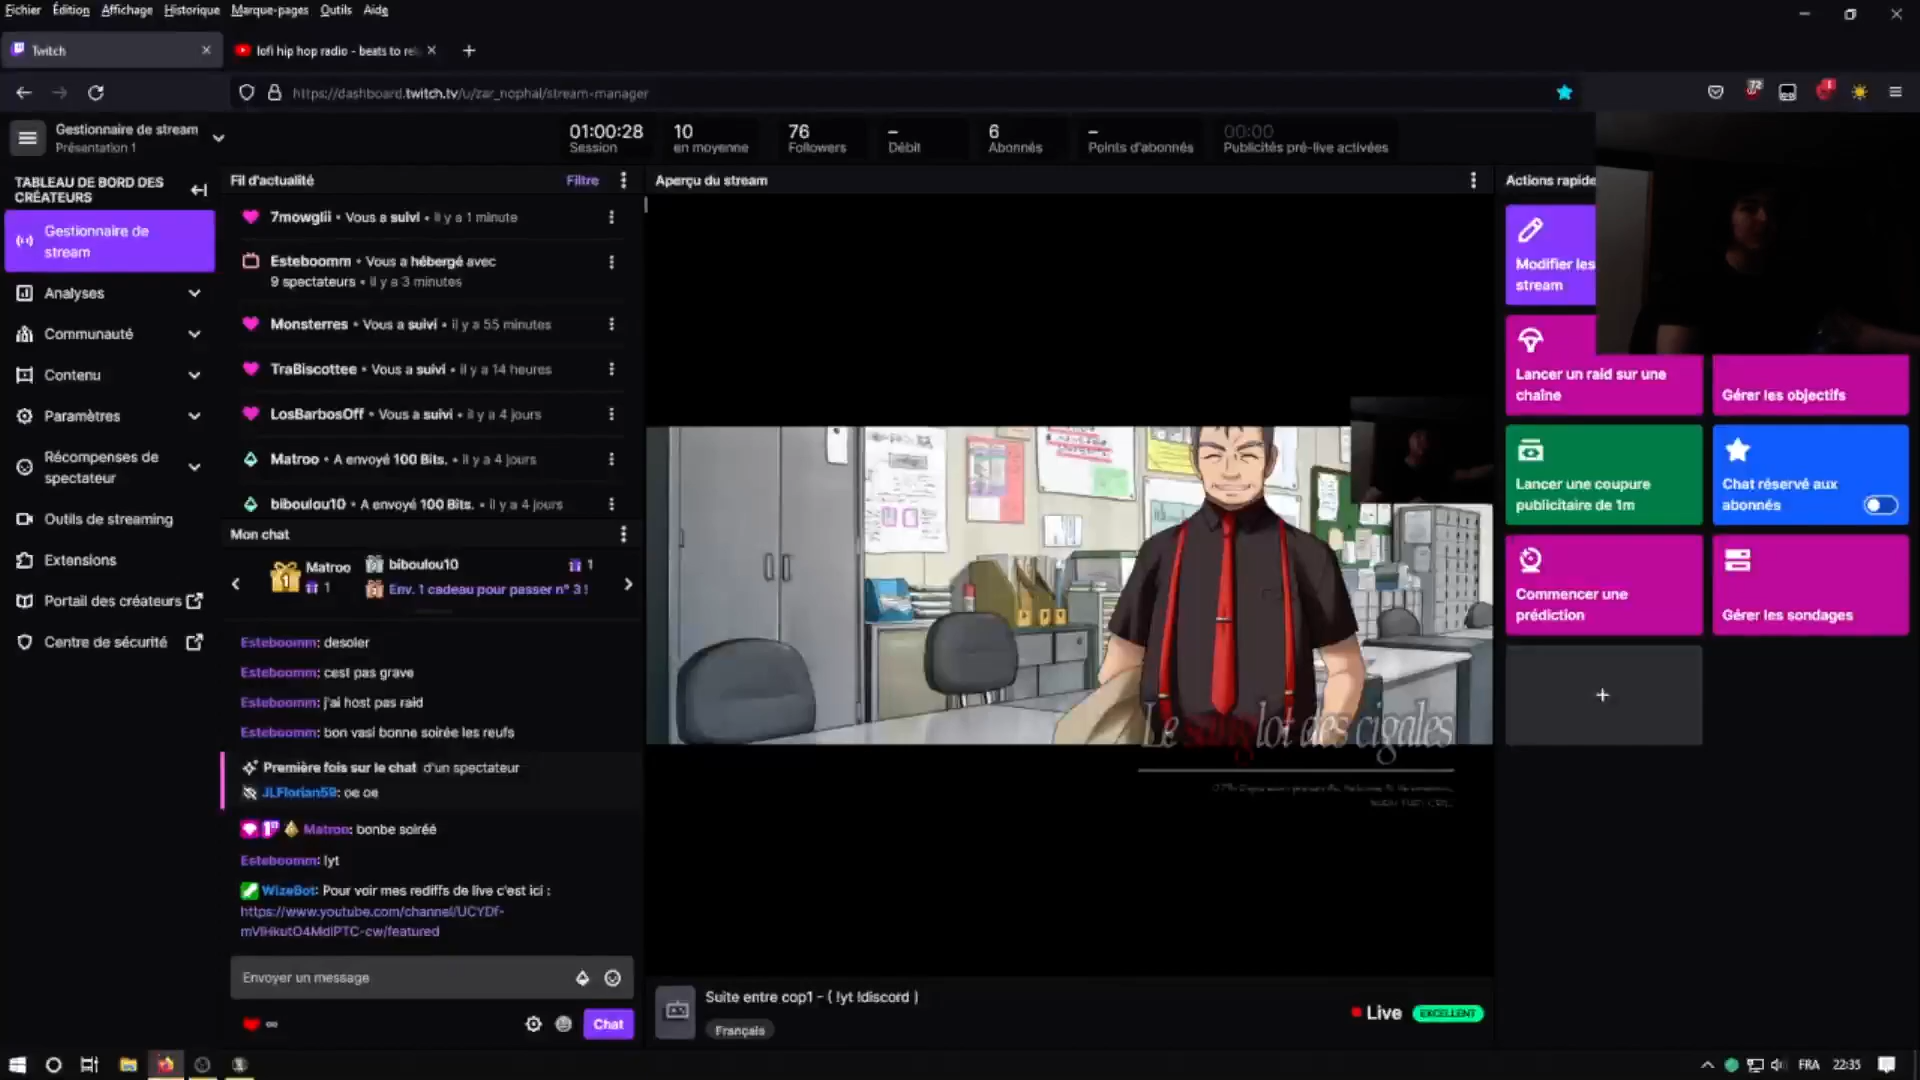 Fichier Édition Affichage Historique Marque-pages Outils Aide
Twitch
lofi hip hop radio - beats to rel
https://dashboard.twitch.tv/u/zar_nophal/stream-manager
72
1
Gestionnaire de stream
Présentation 1
01:00:28
Session
10
en moyenne
76
Followers
–
Débit
6
Abonnés
–
Points d'abonnés
00:00
Publicités pré-live activées
TABLEAU DE BORD DES
CRÉATEURS
Gestionnaire de
stream
Analyses
Communauté
Contenu
Paramètres
Récompenses de
spectateur
Outils de streaming
Extensions
Portail des créateurs
Centre de sécurité
Fil d'actualité
Filtre
7mowglii • Vous a suivi • il y a 1 minute
Esteboomm • Vous a hébergé avec
9 spectateurs • il y a 3 minutes
Monsterres • Vous a suivi • il y a 55 minutes
TraBiscottee • Vous a suivi • il y a 14 heures
LosBarbosOff • Vous a suivi • il y a 4 jours
Matroo • A envoyé 100 Bits. • il y a 4 jours
biboulou10 • A envoyé 100 Bits. • il y a 4 jours
Mon chat
1
Matroo
1
2
biboulou10
1
Env. 1 cadeau pour passer n° 3 !
Esteboomm: desoler
Esteboomm: cest pas grave
Esteboomm: j'ai host pas raid
Esteboomm: bon vasi bonne soirée les reufs
Première fois sur le chat d'un spectateur
JLFlorian59: oe oe
Matroo: bonbe soiréé
Esteboomm: !yt
WizeBot: Pour voir mes rediffs de live c'est ici :
https://www.youtube.com/channel/UCYDf-
mVlHkutO4MdlPTC-cw/featured
Envoyer un message
∞
Chat
Aperçu du stream
Le sanglot des cigales
Suite entre cop1 - ( !yt !discord )
Français
Live
EXCELLENT
Actions rapide
Modifier les
stream
Lancer un raid sur une
chaîne
Gérer les objectifs
Lancer une coupure
publicitaire de 1m
Chat réservé aux
abonnés
Commencer une
prédiction
Gérer les sondages
+
FRA 22:35